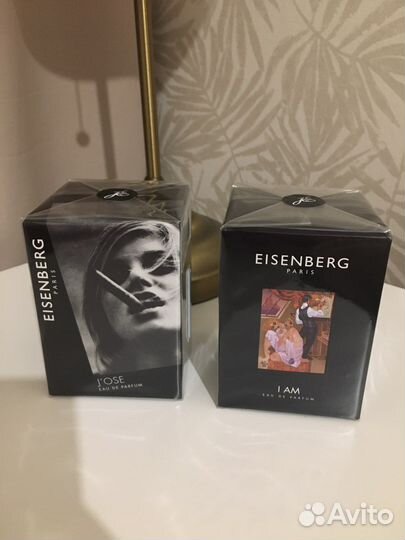 EISENBERG
PARIS
J'OSE
EAU DE PARFUM
EISENBERG
PARIS
I AM
EAU DE PARFUM
Avito